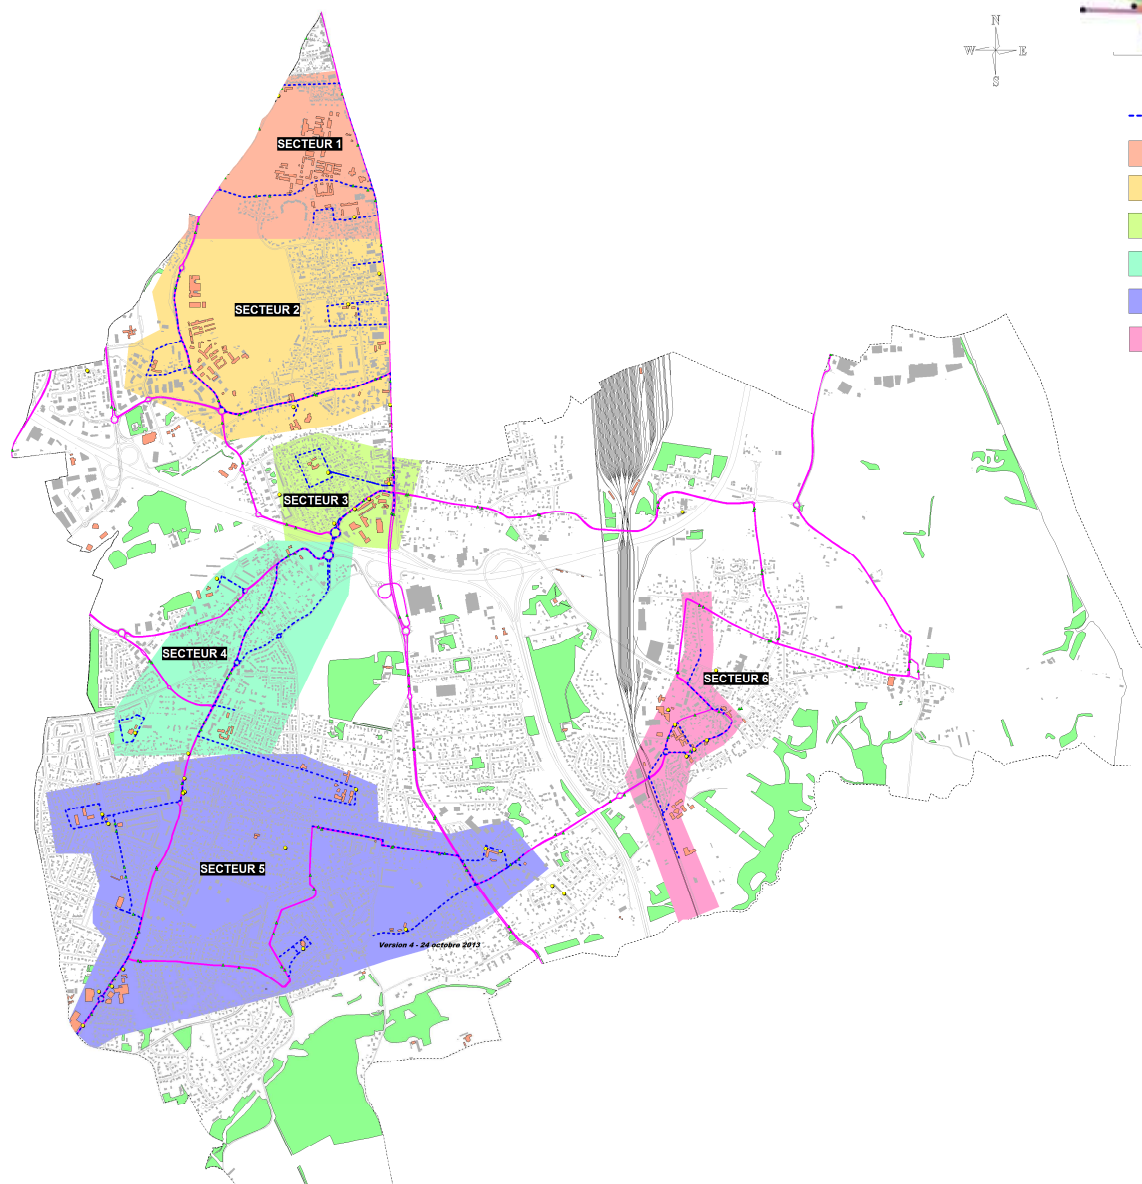 N
W E
S
SECTEUR 1
SECTEUR 2
SECTEUR 3
SECTEUR 4
SECTEUR 6
SECTEUR 5
Version 4 - 24 octobre 2013